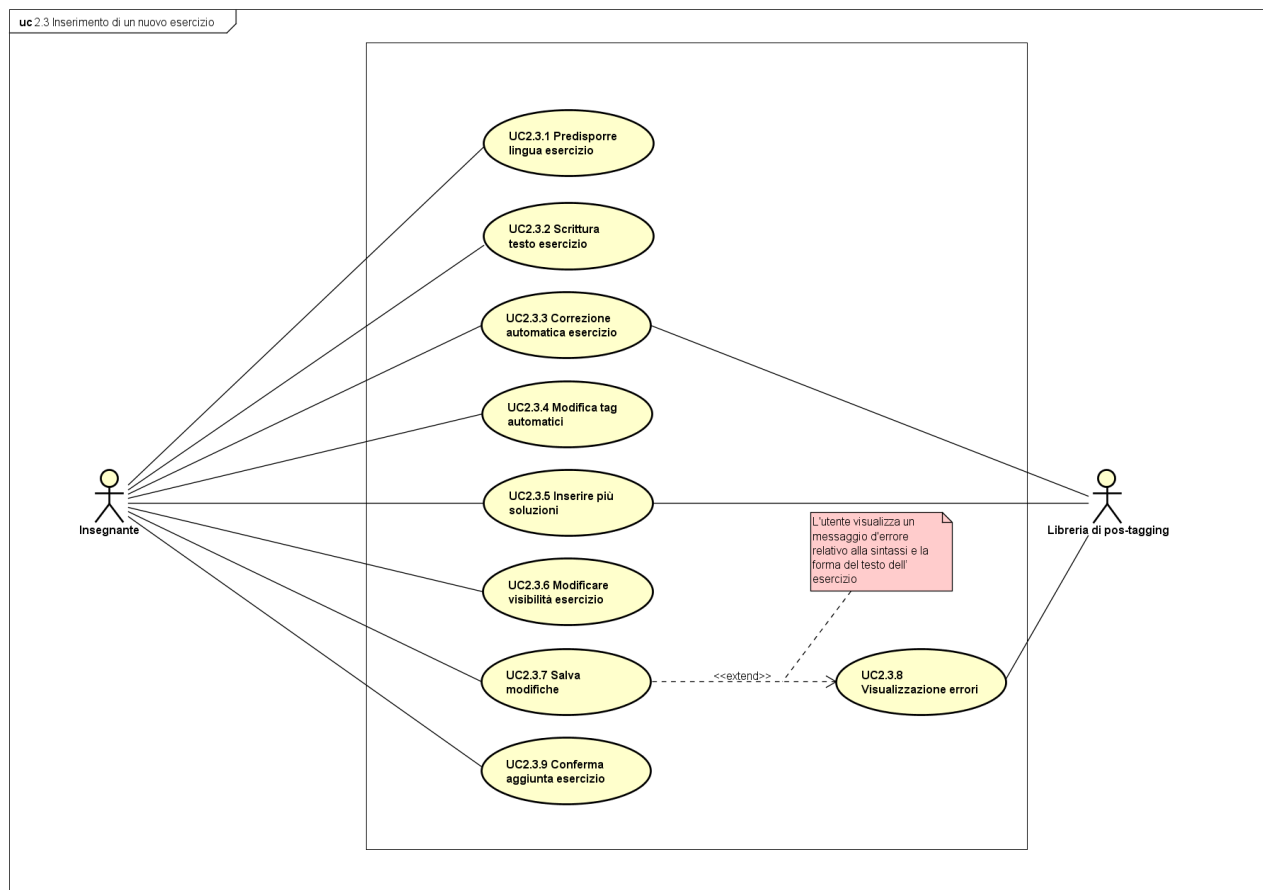 uc 2.3 Inserimento di un nuovo esercizio
UC2.3.1 Predisporre
lingua esercizio
UC2.3.2 Scrittura
testo esercizio
UC2.3.3 Correzione
automatica esercizio
UC2.3.4 Modifica tag
automatici
UC2.3.5 Inserire più
soluzioni
Insegnante
Libreria di pos-tagging
L'utente visualizza un
messaggio d'errore
relativo alla sintassi e la
forma del testo dell'
esercizio
UC2.3.6 Modificare
visibilità esercizio
UC2.3.7 Salva
modifiche
<<extend>>
UC2.3.8
Visualizzazione errori
UC2.3.9 Conferma
aggiunta esercizio